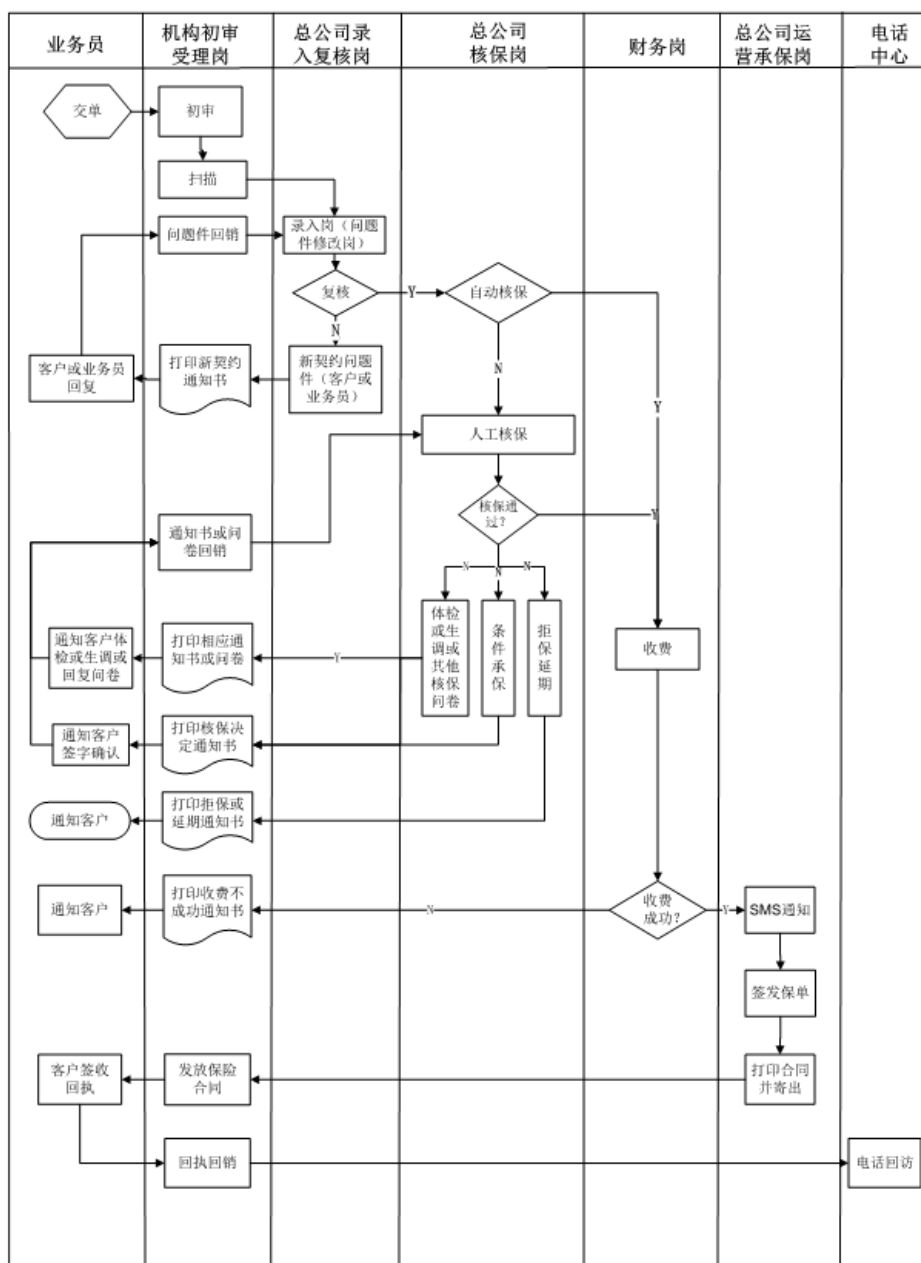 业务员
机构初审
受理岗
总公司录
入复核岗
总公司
核保岗
财务岗
总公司运
营承保岗
电话
中心
交单
初审
扫描
问题件回销
录入岗（问题
件修改岗）
复核
Y
自动核保
N
N
Y
客户或业务员
回复
打印新契约
通知书
新契约问题
件（客户或
业务员）
人工核保
核保通
过？
Y
通知书或问
卷回销
N
N
N
体检
或生
调或
其他
核保
问卷
条
件
承
保
拒
保
延
期
收费
通知客户体
检或生调或
回复问卷
打印相应通
知书或问卷
Y
通知客户
签字确认
打印核保决
定通知书
通知客户
打印拒保或
延期通知书
通知客户
打印收费不
成功通知书
N
收费
成功？
Y
SMS通知
签发保单
客户签收
回执
发放保险
合同
打印合同
并寄出
回执回销
电话回访